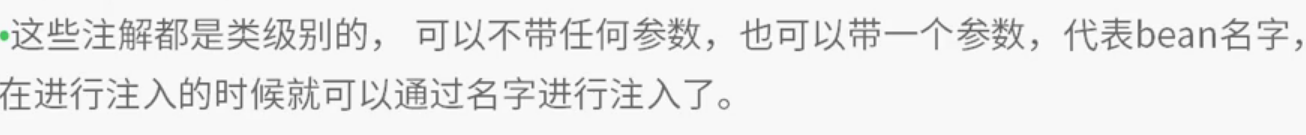 •这些注解都是类级别的， 可以不带任何参数，也可以带一个参数，代表bean名字，
在进行注入的时候就可以通过名字进行注入了。